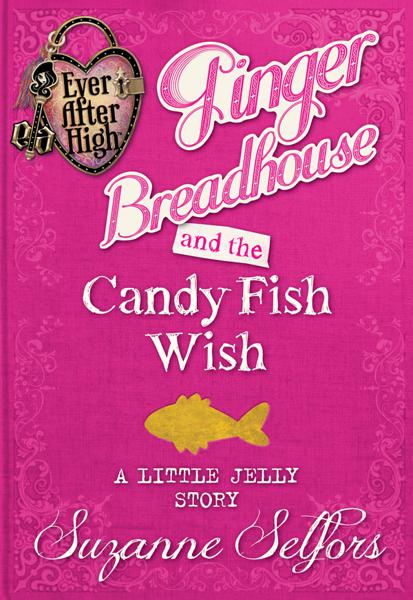 Ever
After
High
Ginger
Breadhouse
and the
Candy Fish
Wish
A LITTLE JELLY
STORY
Suzanne Selfors